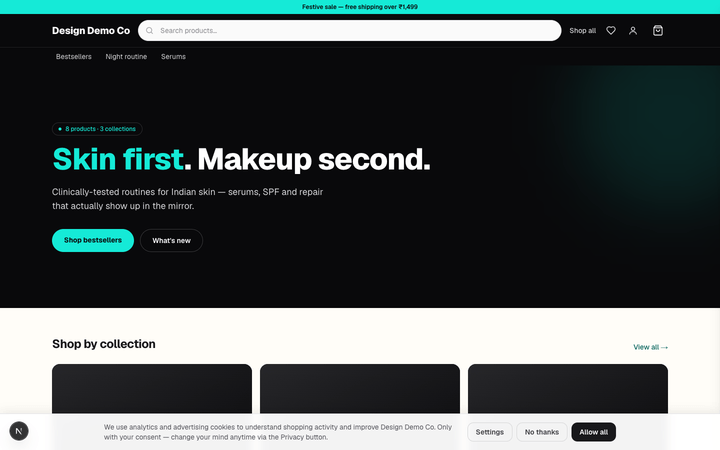 Festive sale — free shipping over ₹1,499
Design Demo Co
Search products...
Shop all
Bestsellers
Night routine
Serums
8 products · 3 collections
Skin first. Makeup second.
Clinically-tested routines for Indian skin — serums, SPF and repair
that actually show up in the mirror.
Shop bestsellers
What's new
Shop by collection
View all →
We use analytics and advertising cookies to understand shopping activity and improve Design Demo Co. Only
with your consent — change your mind anytime via the Privacy button.
Settings
No thanks
Allow all
N